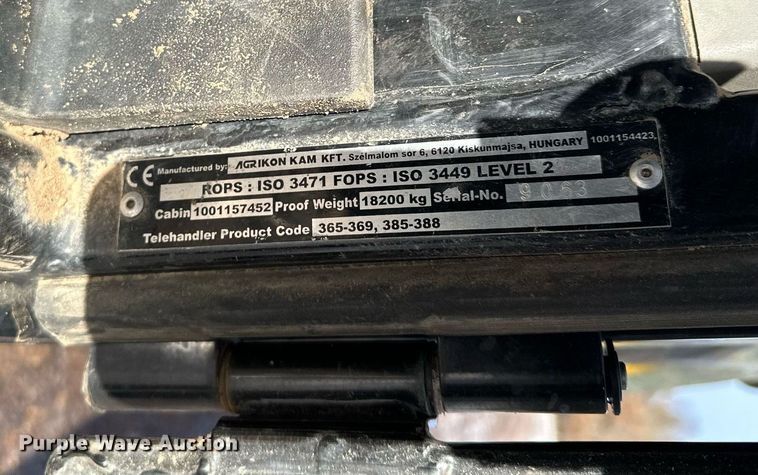 CE Manufactured by: AGRIKON KAM KFT. Szélmalom sor 6, 6120 Kiskunmajsa, HUNGARY 1001154423
ROPS : ISO 3471 FOPS : ISO 3449 LEVEL 2
Cabin 1001157452 Proof Weight 18200 kg Serial-No. 9063
Telehandler Product Code 365-369, 385-388
Purple Wave Auction